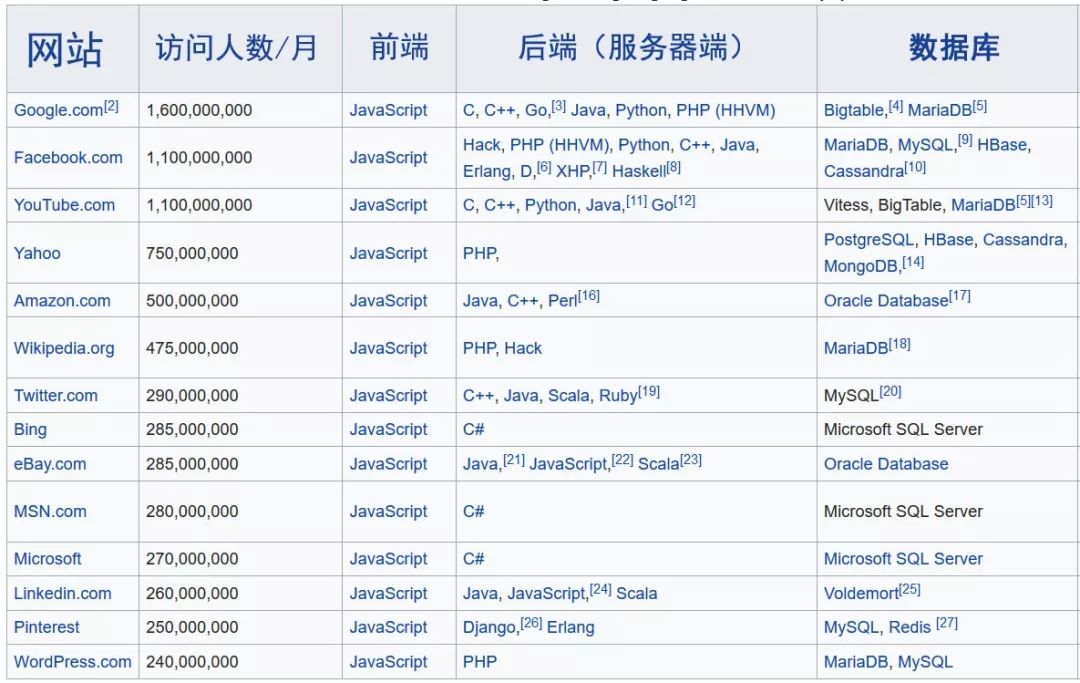 网站 访问人数/月 前端 后端（服务器端） 数据库
Google.com[2] 1,600,000,000 JavaScript C, C++, Go,[3] Java, Python, PHP (HHVM) Bigtable,[4] MariaDB[5]
Facebook.com 1,100,000,000 JavaScript Hack, PHP (HHVM), Python, C++, Java, MariaDB, MySQL,[9] HBase,
Erlang, D,[6] XHP,[7] Haskell[8] Cassandra[10]
YouTube.com 1,100,000,000 JavaScript C, C++, Python, Java,[11] Go[12] Vitess, BigTable, MariaDB[5][13]
Yahoo 750,000,000 JavaScript PHP, PostgreSQL, HBase, Cassandra,
MongoDB,[14]
Amazon.com 500,000,000 JavaScript Java, C++, Perl[16] Oracle Database[17]
Wikipedia.org 475,000,000 JavaScript PHP, Hack MariaDB[18]
Twitter.com 290,000,000 JavaScript C++, Java, Scala, Ruby[19] MySQL[20]
Bing 285,000,000 JavaScript C# Microsoft SQL Server
eBay.com 285,000,000 JavaScript Java,[21] JavaScript,[22] Scala[23] Oracle Database
MSN.com 280,000,000 JavaScript C# Microsoft SQL Server
Microsoft 270,000,000 JavaScript C# Microsoft SQL Server
Linkedin.com 260,000,000 JavaScript Java, JavaScript,[24] Scala Voldemort[25]
Pinterest 250,000,000 JavaScript Django,[26] Erlang MySQL, Redis [27]
WordPress.com 240,000,000 JavaScript PHP MariaDB, MySQL